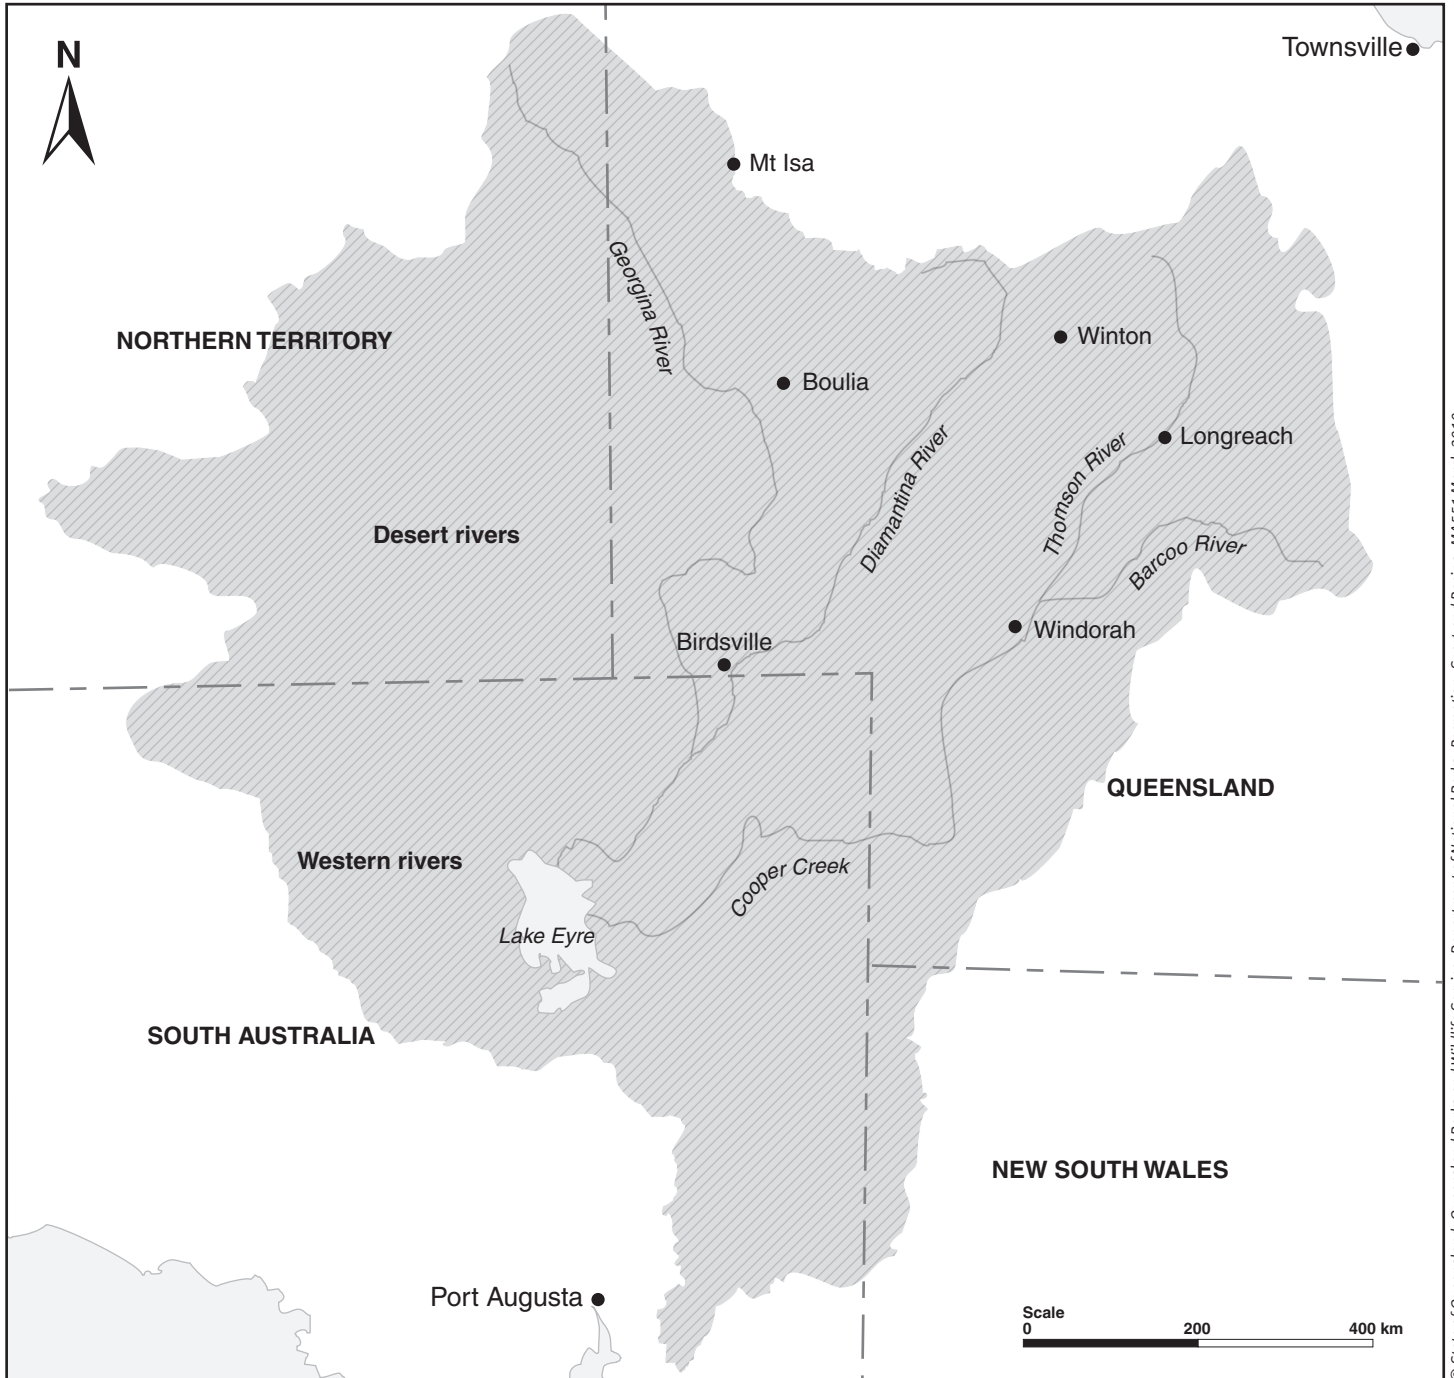 N
Townsville
Mt Isa
Georgina River
NORTHERN TERRITORY
Winton
Boulia
Longreach
Diamantina River
Thomson River
Desert rivers
Barcoo River
Birdsville
Windorah
QUEENSLAND
Western rivers
Cooper Creek
Lake Eyre
SOUTH AUSTRALIA
NEW SOUTH WALES
Port Augusta
Scale
0 200 400 km